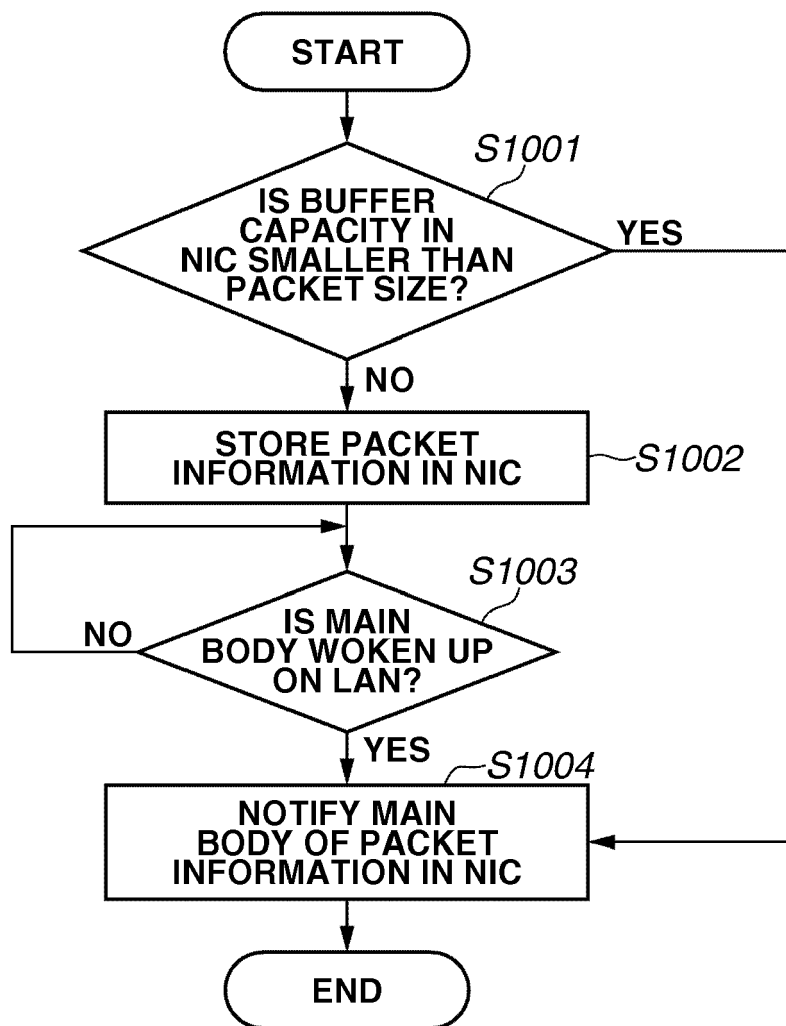 START
S1001
IS BUFFER
CAPACITY IN
NIC SMALLER THAN
PACKET SIZE?
YES
NO
STORE PACKET
INFORMATION IN NIC
S1002
S1003
IS MAIN
BODY WOKEN UP
ON LAN?
NO
YES
S1004
NOTIFY MAIN
BODY OF PACKET
INFORMATION IN NIC
END